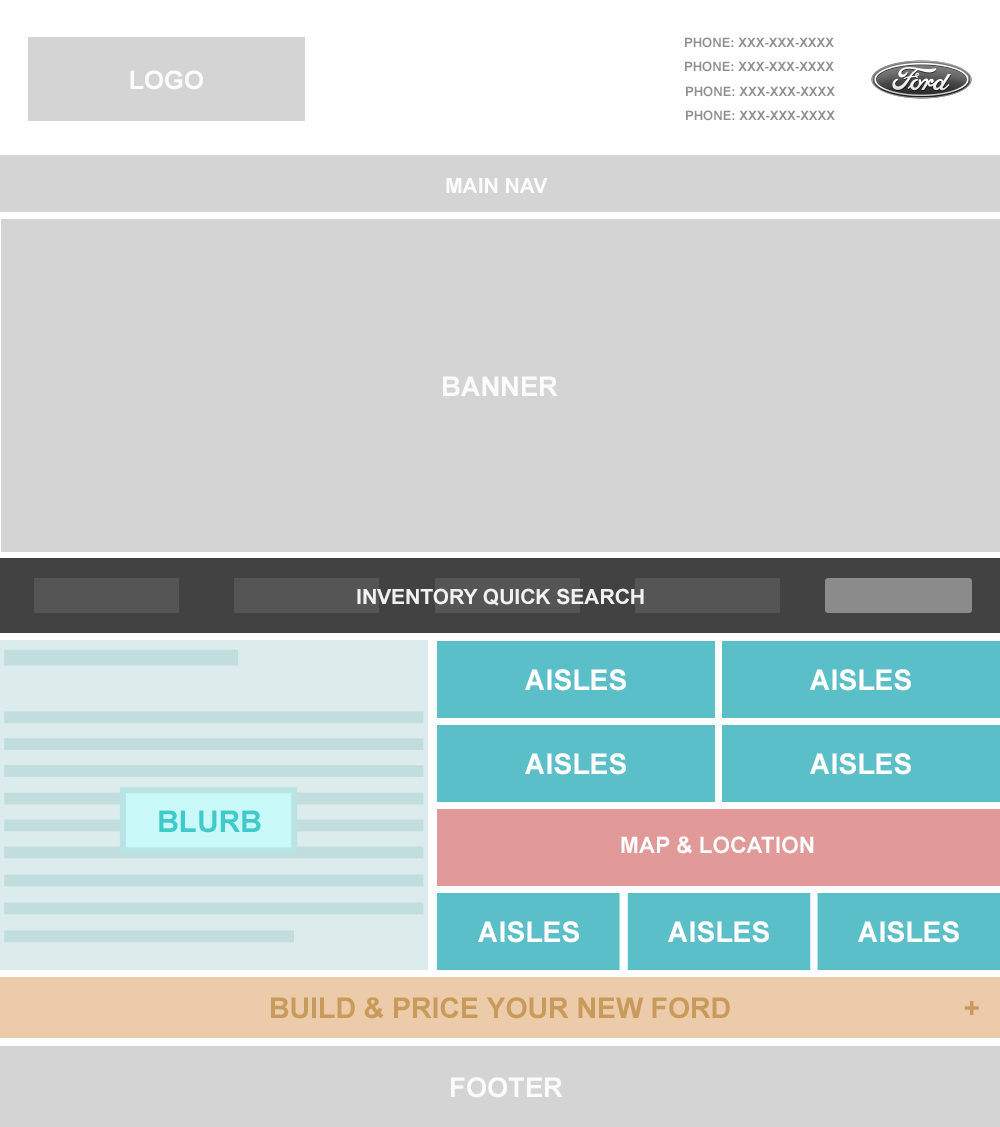 LOGO
PHONE: XXX-XXX-XXXX
PHONE: XXX-XXX-XXXX
PHONE: XXX-XXX-XXXX
PHONE: XXX-XXX-XXXX
Ford
MAIN NAV
BANNER
INVENTORY QUICK SEARCH
BLURB
AISLES
AISLES
AISLES
AISLES
MAP & LOCATION
AISLES
AISLES
AISLES
BUILD & PRICE YOUR NEW FORD +
FOOTER